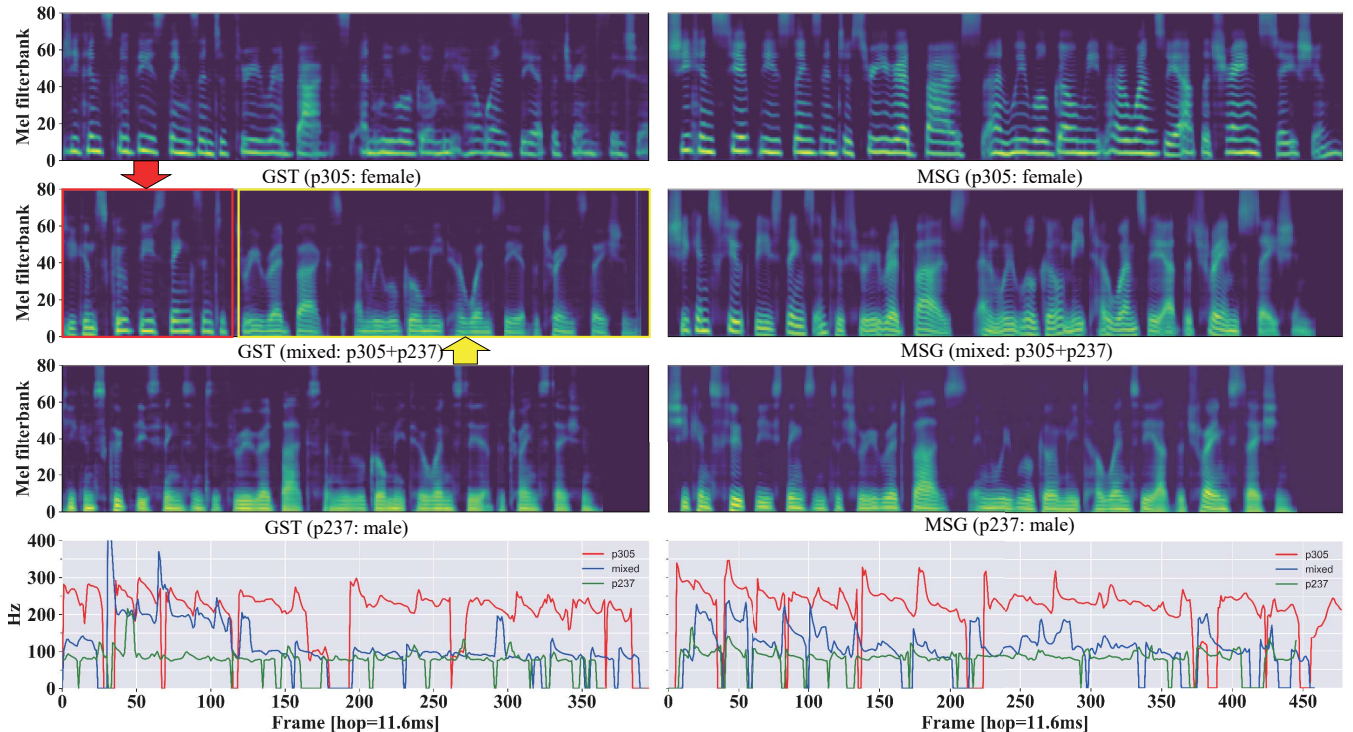 Mel filterbank
80
60
40
20
0
GST (p305: female)
MSG (p305: female)
Mel filterbank
80
60
40
20
0
GST (mixed: p305+p237)
MSG (mixed: p305+p237)
Mel filterbank
80
60
40
20
0
GST (p237: male)
MSG (p237: male)
Hz
400
300
200
100
0
p305
mixed
p237
p305
mixed
p237
0 50 100 150 200 250 300 350
0 50 100 150 200 250 300 350 400 450
Frame [hop=11.6ms]
Frame [hop=11.6ms]